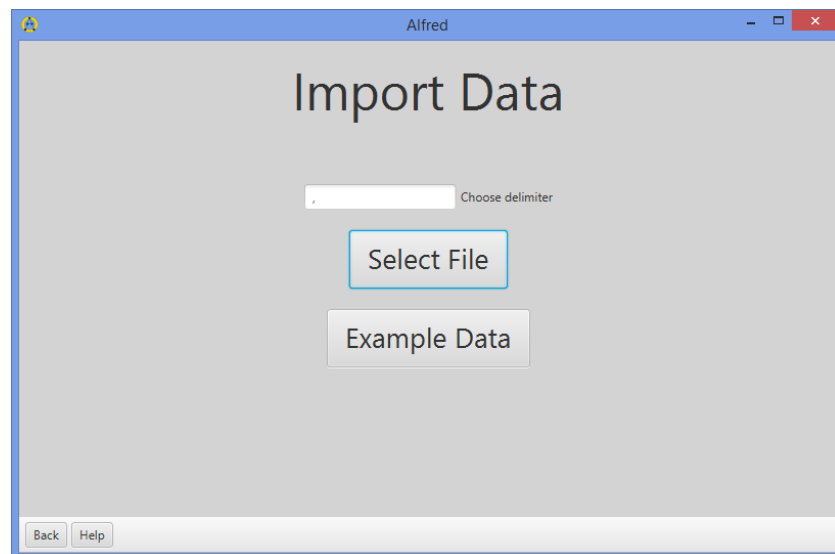 Alfred
Import Data
, Choose delimiter
Select File
Example Data
Back Help